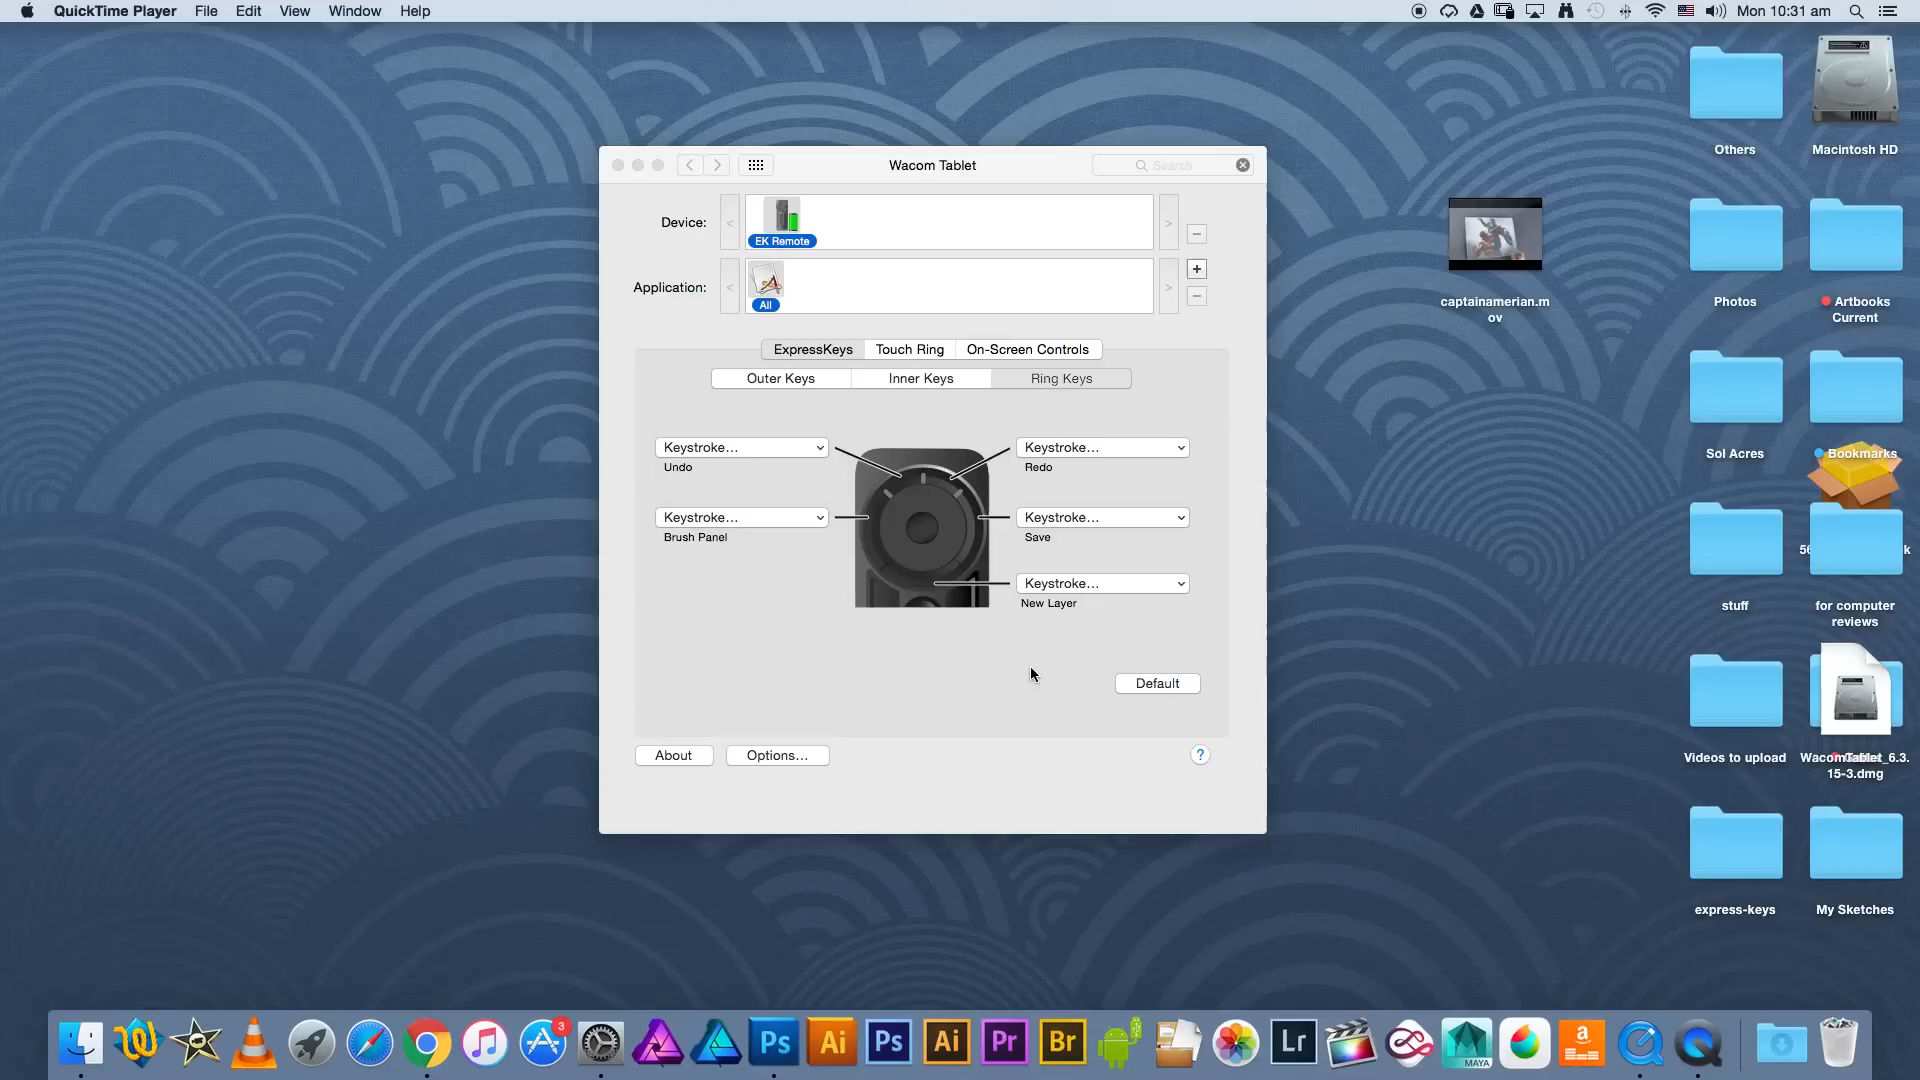 QuickTime Player File Edit View Window Help
Mon 10:31 am
Wacom Tablet
Search
Device:
EK Remote
Application:
All
ExpressKeys Touch Ring On-Screen Controls
Outer Keys Inner Keys Ring Keys
Keystroke...
Undo
Keystroke...
Redo
Keystroke...
Brush Panel
Keystroke...
Save
Keystroke...
New Layer
Default
About Options... ?
Others
Macintosh HD
captainamerian.m
ov
Photos
Artbooks
Current
Sol Acres
Bookmarks
stuff
for computer
reviews
Videos to upload
15-3.dmg
express-keys
My Sketches
3
Ps Ai Ps Ai Pr Br Lr
MAYA
a